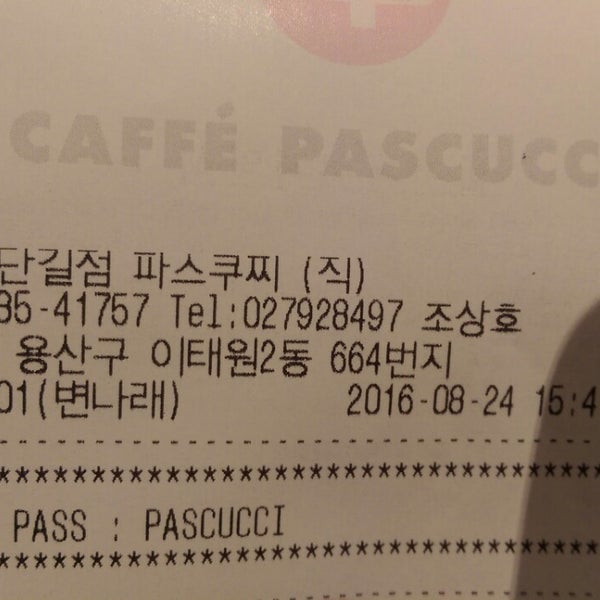 CAFFÉ PASCUCC
단길점 파스쿠찌 (직)
85-41757 Tel:027928497 조상호
용산구 이태원2동 664번지
01(변나래) 2016-08-24 15:4
---
****
PASS : PASCUCCI
****